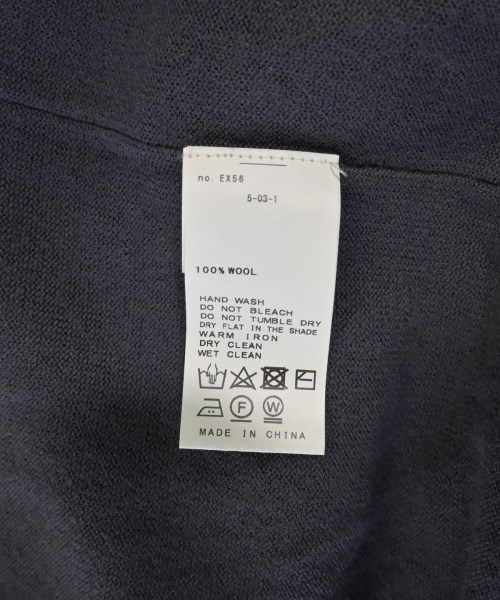 no. EX56
5-03-1
100% WOOL
HAND WASH
DO NOT BLEACH
DO NOT TUMBLE DRY
DRY FLAT IN THE SHADE
WARM IRON
DRY CLEAN
WET CLEAN
F W
MADE IN CHINA